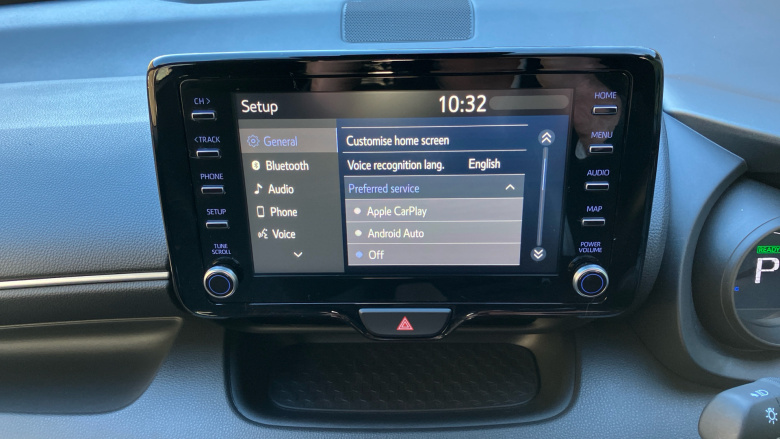 CH >
< TRACK
PHONE
SETUP
TUNE
SCROLL
Setup 10:32
General
Bluetooth
Audio
Phone
Voice
Customise home screen
Voice recognition lang. English
Preferred service
Apple CarPlay
Android Auto
Off
HOME
MENU
AUDIO
MAP
POWER
VOLUME
READY
P